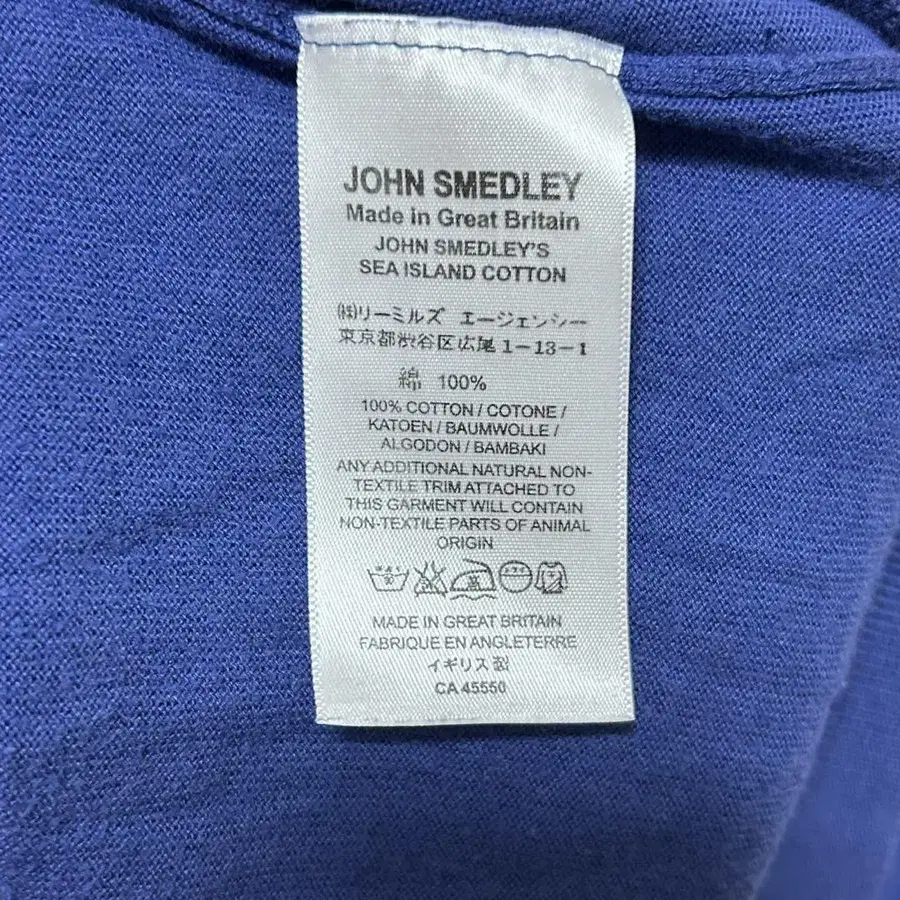 JOHN SMEDLEY
Made in Great Britain
JOHN SMEDLEY'S
SEA ISLAND COTTON
㈱リーミルズ エージェンシー
東京都渋谷区広尾1-13-1
綿 100%
100% COTTON / COTONE /
KATOEN / BAUMWOLLE /
ALGODON / BAMBAKI
ANY ADDITIONAL NATURAL NON-
TEXTILE TRIM ATTACHED TO
THIS GARMENT WILL CONTAIN
NON-TEXTILE PARTS OF ANIMAL
ORIGIN
MADE IN GREAT BRITAIN
FABRIQUE EN ANGLETERRE
イギリス製
CA 45550